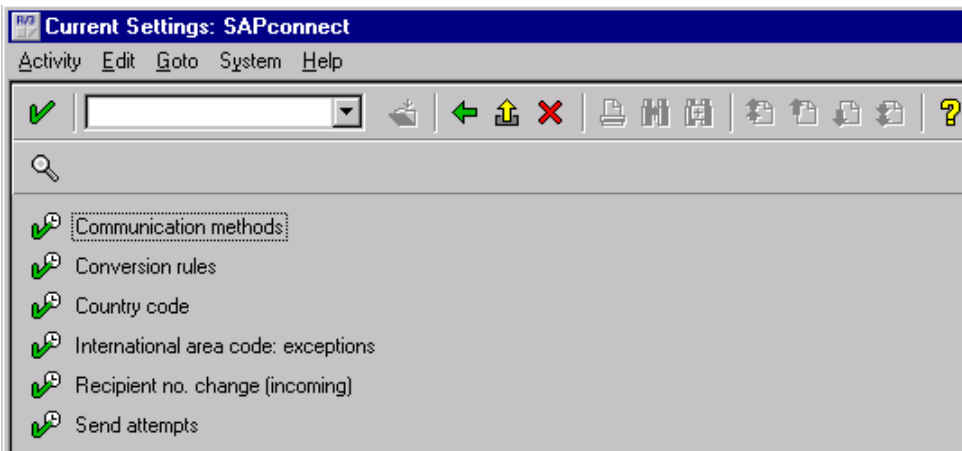 R/3 Current Settings: SAPconnect
Activity Edit Goto System Help
Communication methods
Conversion rules
Country code
International area code: exceptions
Recipient no. change (incoming)
Send attempts